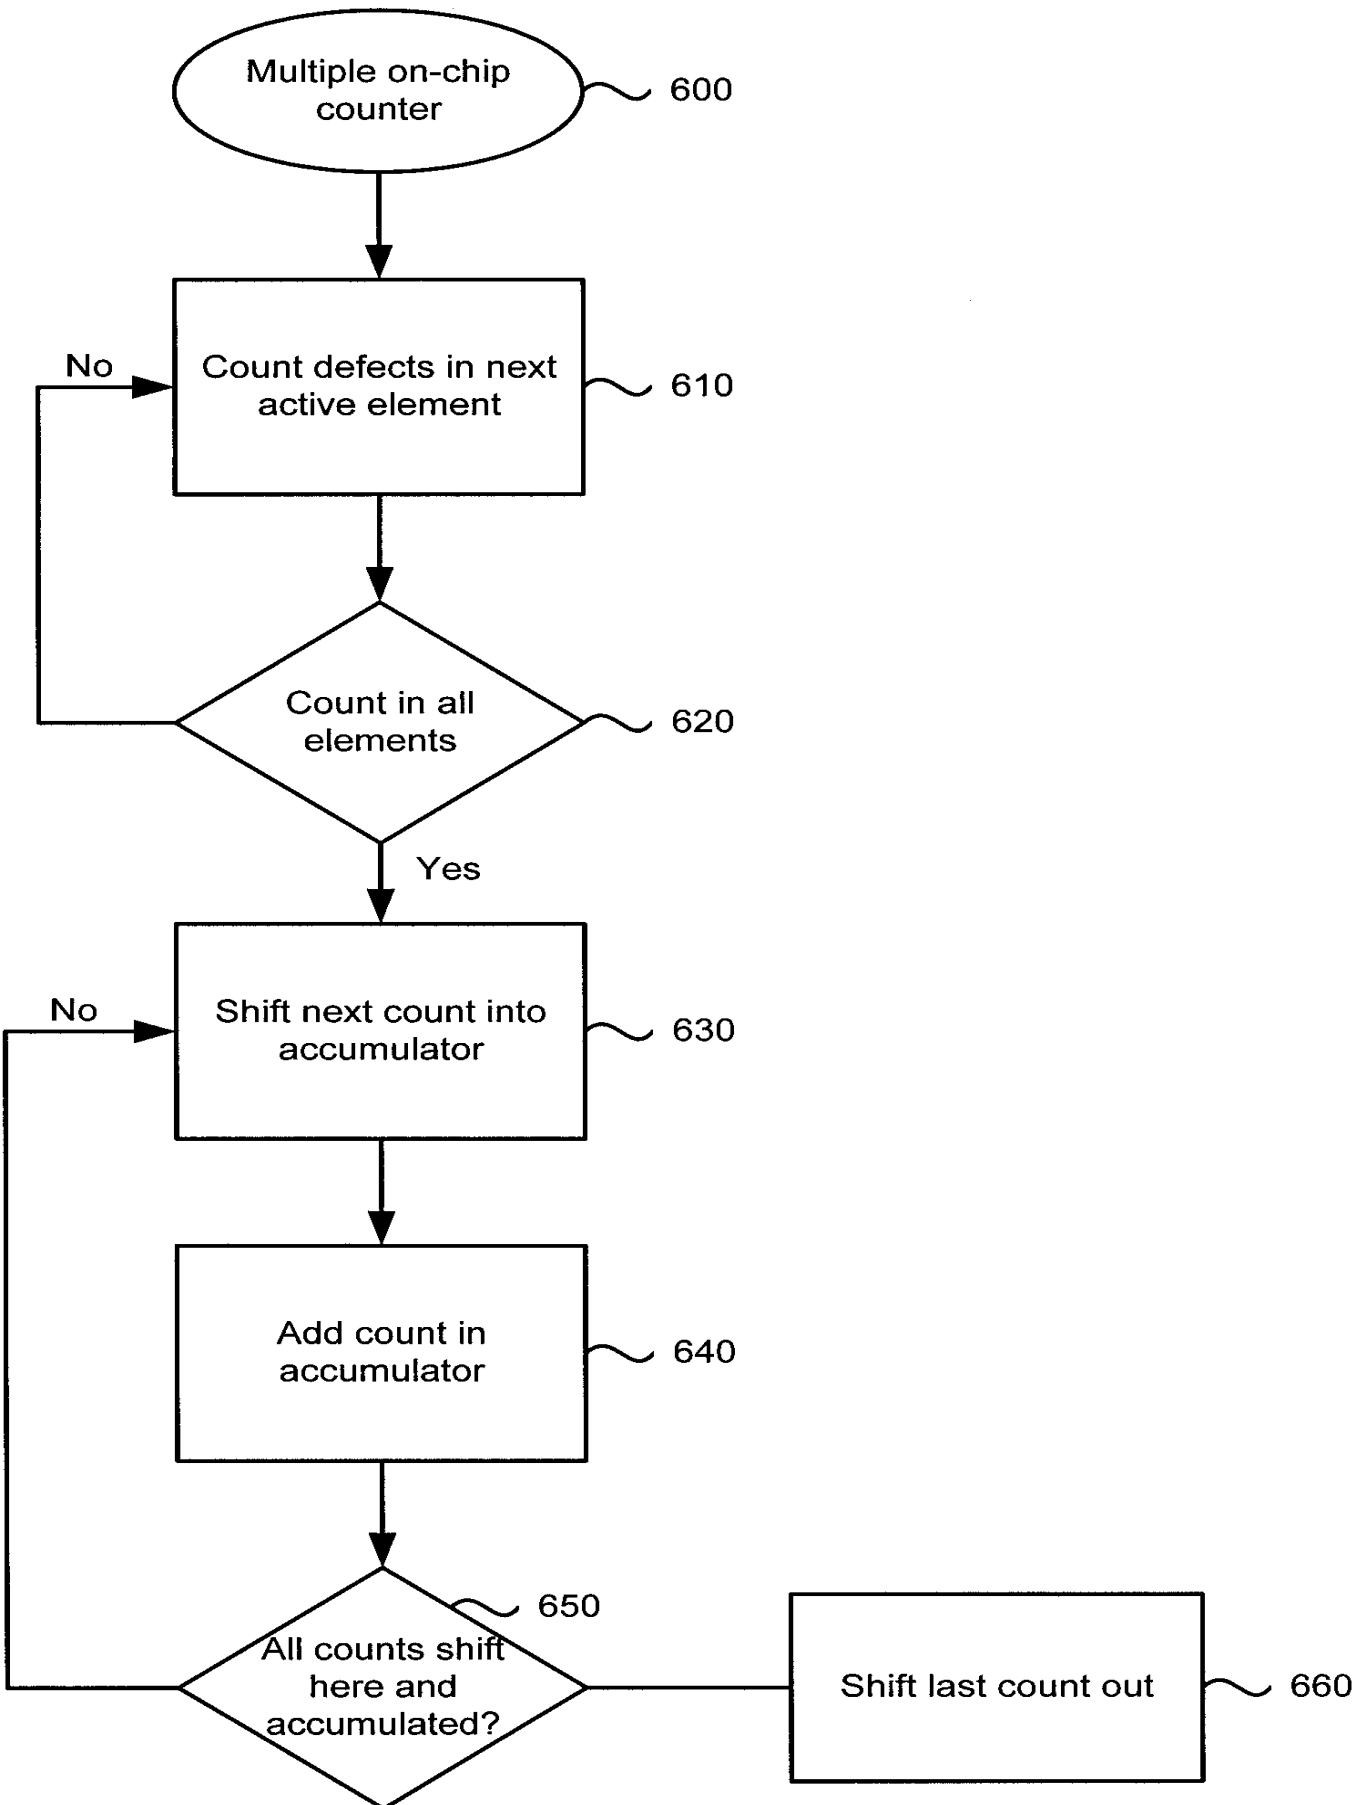 Multiple on-chip
counter
600
No
Count defects in next
active element
610
Count in all
elements
620
Yes
No
Shift next count into
accumulator
630
Add count in
accumulator
640
650
All counts shift
here and
accumulated?
Shift last count out
660